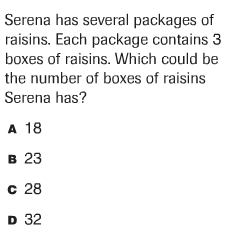 Serena has several packages of
raisins. Each package contains 3
boxes of raisins. Which could be
the number of boxes of raisins
Serena has?
A 18
B 23
C 28
D 32